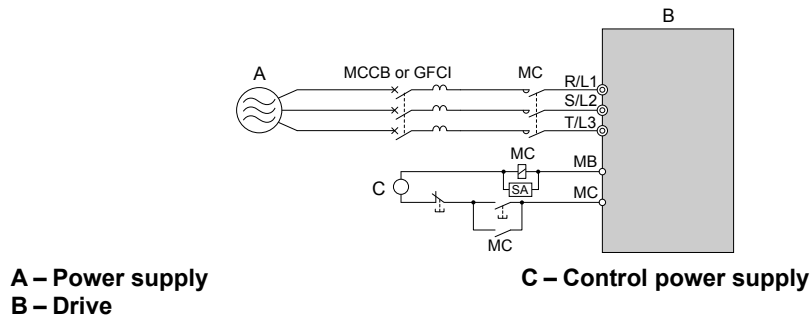 B
A
MCCB or GFCI
MC
R/L1
S/L2
T/L3
MC
MB
C
SA
MC
MC
A – Power supply
B – Drive
C – Control power supply